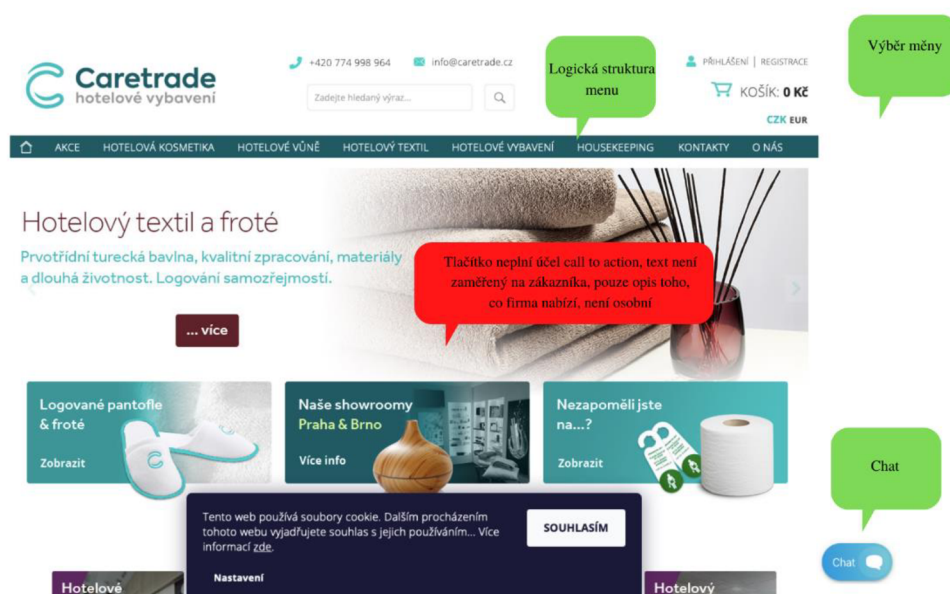 Výběr měny
+420 774 998 964
info@caretrade.cz
Logická struktura
menu
PŘIHLÁŠENÍ | REGISTRACE
Caretrade
hotelové vybavení
Zadejte hledaný výraz...
KOŠÍK: 0 Kč
CZK EUR
AKCE HOTELOVÁ KOSMETIKA HOTELOVÉ VŮNĚ HOTELOVÝ TEXTIL HOTELOVÉ VYBAVENÍ HOUSEKEEPING KONTAKTY O NÁS
Hotelový textil a froté
Prvotřídní turecká bavlna, kvalitní zpracování, materiály
a dlouhá životnost. Logování samozřejmostí.
Tlačítko neplní účel call to action, text není
zaměřený na zákazníka, pouze opis toho,
co firma nabízí, není osobní
... více
Logované pantofle
& froté
Zobrazit
Naše showroomy
Praha & Brno
Více info
Nezapoměli jste
na...?
Zobrazit
Chat
Tento web používá soubory cookie. Dalším procházením
tohoto webu vyjadřujete souhlas s jejich používáním... Více
informací zde.
SOUHLASÍM
Nastavení
Chat
Hotelové
Hotelový